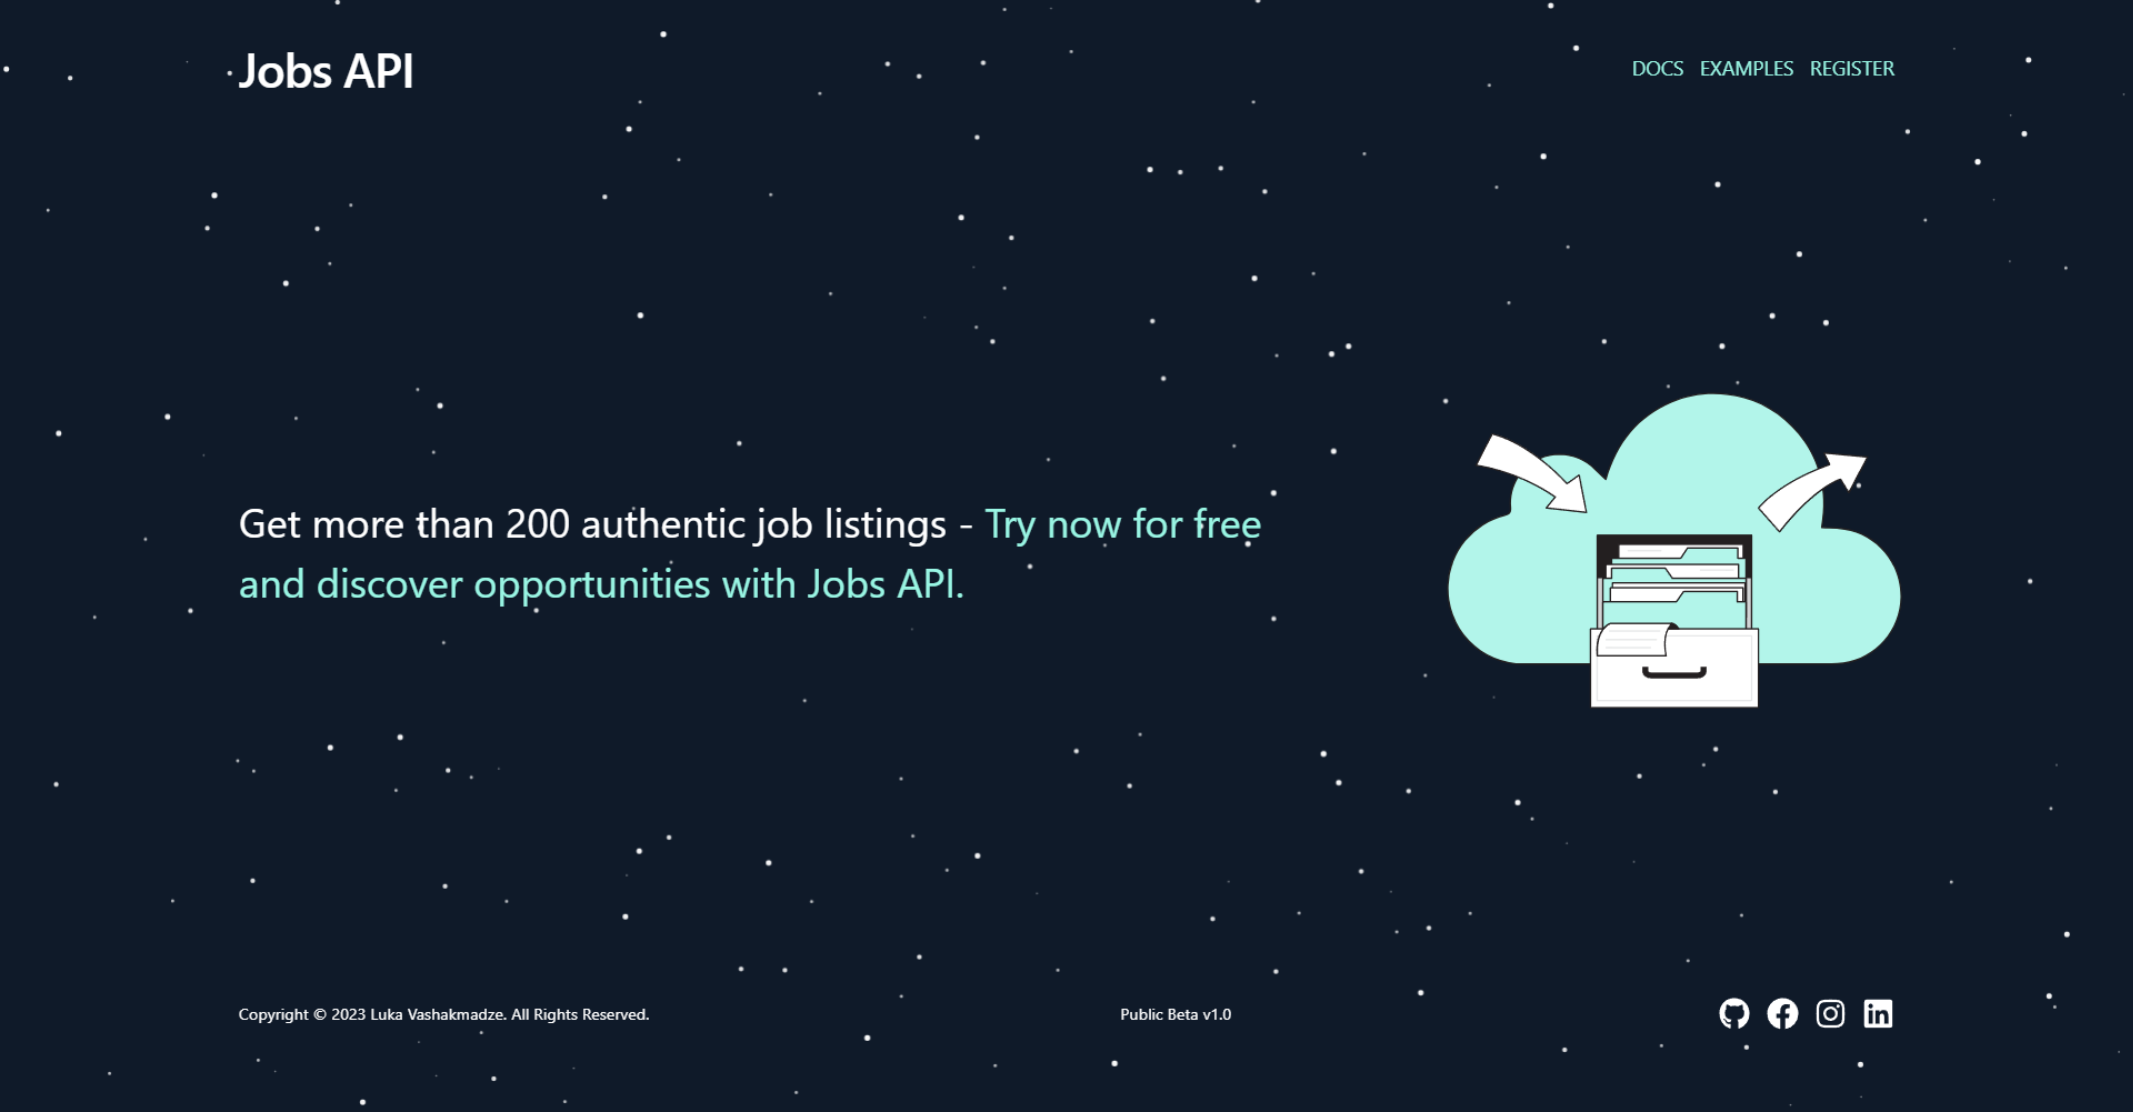 Jobs API
DOCS EXAMPLES REGISTER
Get more than 200 authentic job listings - Try now for free
and discover opportunities with Jobs API.
Copyright © 2023 Luka Vashakmadze. All Rights Reserved.
Public Beta v1.0